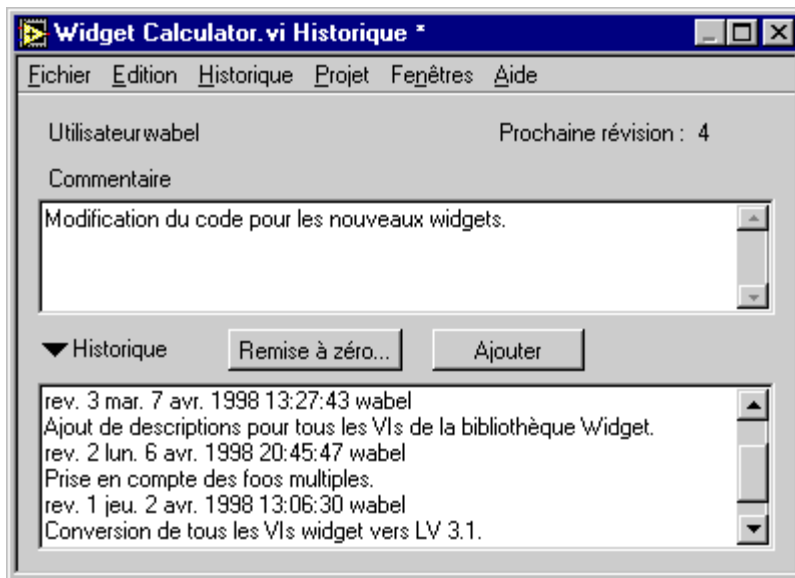 Widget Calculator.vi Historique *
Fichier Edition Historique Projet Fenêtres Aide
Utilisateurwabel Prochaine révision : 4
Commentaire
Modification du code pour les nouveaux widgets.
Historique Remise à zéro... Ajouter
rev. 3 mar. 7 avr. 1998 13:27:43 wabel
Ajout de descriptions pour tous les VIs de la bibliothèque Widget.
rev. 2 lun. 6 avr. 1998 20:45:47 wabel
Prise en compte des foos multiples.
rev. 1 jeu. 2 avr. 1998 13:06:30 wabel
Conversion de tous les VIs widget vers LV 3.1.